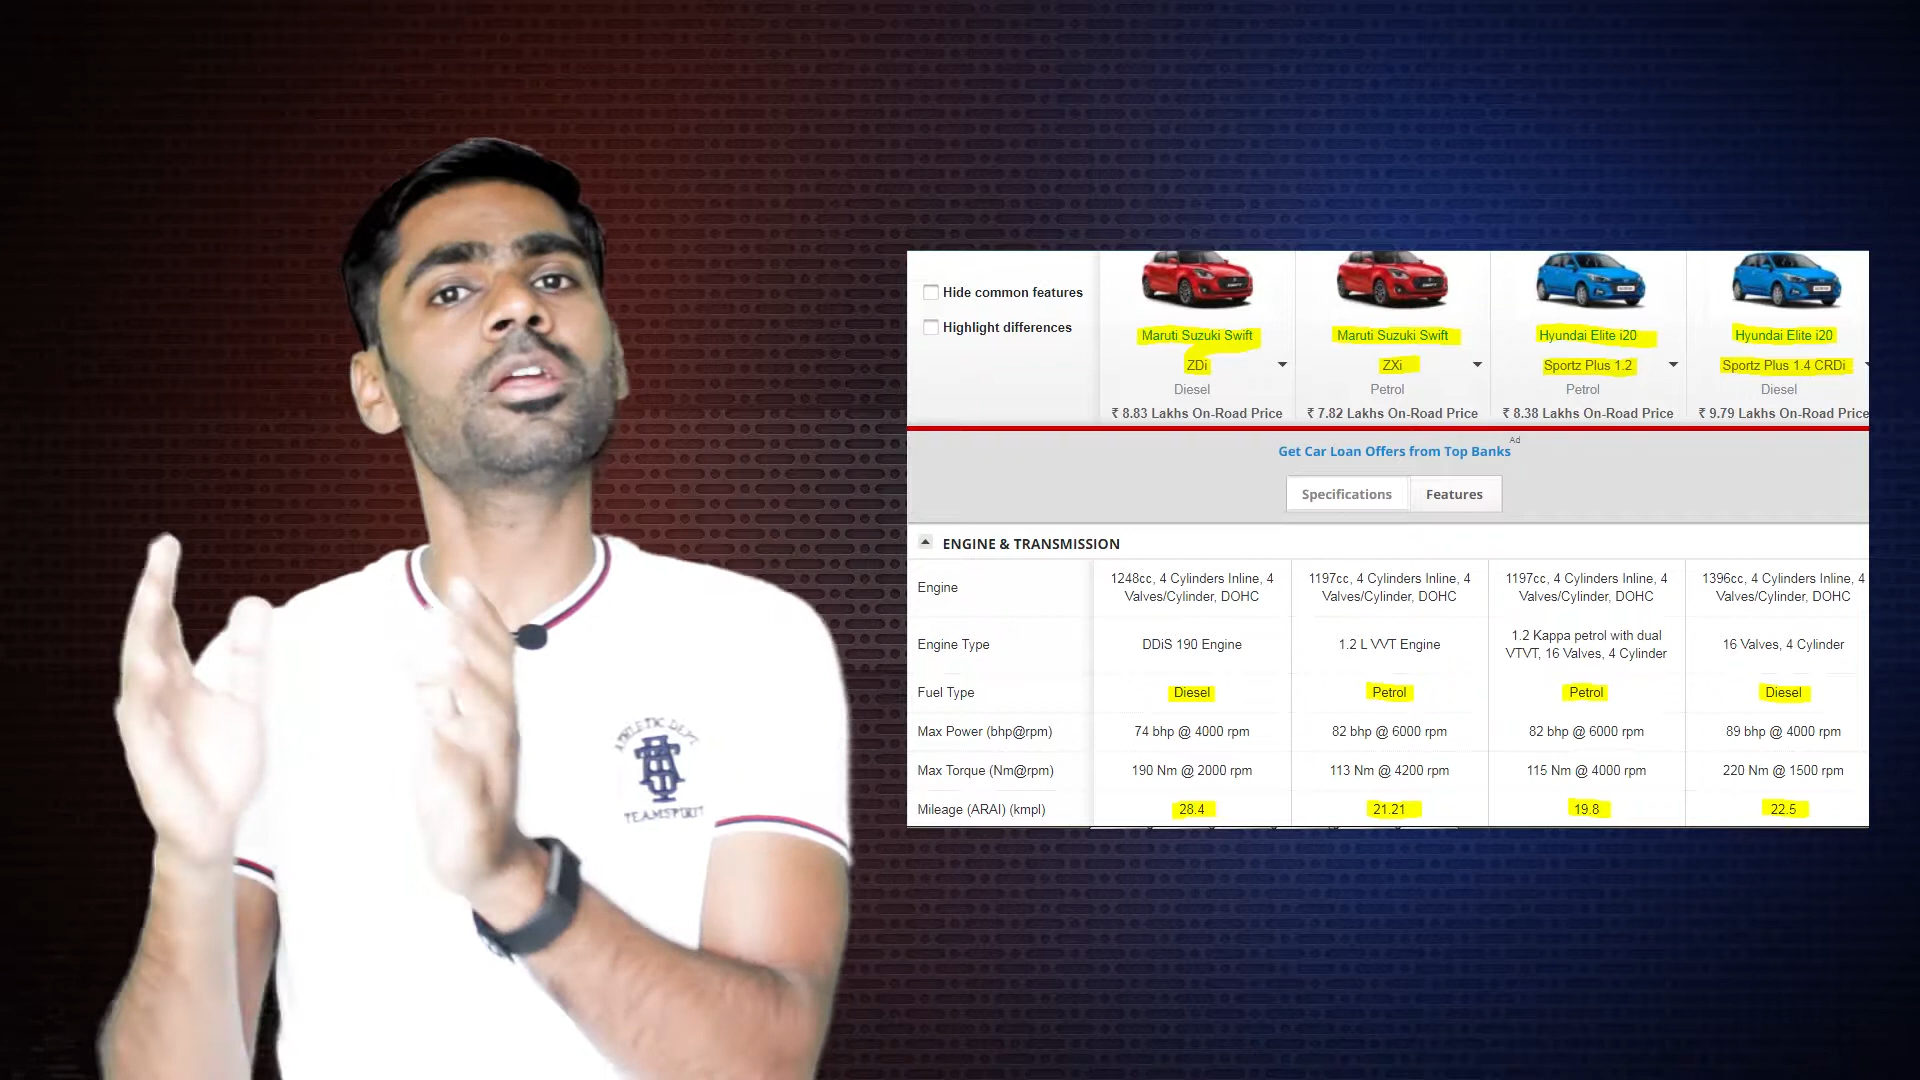 Hide common features
Highlight differences
Maruti Suzuki Swift
ZDi
Diesel
₹ 8.83 Lakhs On-Road Price
Maruti Suzuki Swift
ZXi
Petrol
₹ 7.82 Lakhs On-Road Price
Hyundai Elite i20
Sportz Plus 1.2
Petrol
₹ 8.38 Lakhs On-Road Price
Hyundai Elite i20
Sportz Plus 1.4 CRDi
Diesel
₹ 9.79 Lakhs On-Road Price
Ad
Get Car Loan Offers from Top Banks
Specifications Features
ENGINE & TRANSMISSION
Engine
1248cc, 4 Cylinders Inline, 4
Valves/Cylinder, DOHC
1197cc, 4 Cylinders Inline, 4
Valves/Cylinder, DOHC
1197cc, 4 Cylinders Inline, 4
Valves/Cylinder, DOHC
1396cc, 4 Cylinders Inline, 4
Valves/Cylinder, DOHC
Engine Type
DDiS 190 Engine
1.2 L VVT Engine
1.2 Kappa petrol with dual
VTVT, 16 Valves, 4 Cylinder
16 Valves, 4 Cylinder
Fuel Type Diesel Petrol Petrol Diesel
Max Power (bhp@rpm) 74 bhp @ 4000 rpm 82 bhp @ 6000 rpm 82 bhp @ 6000 rpm 89 bhp @ 4000 rpm
Max Torque (Nm@rpm) 190 Nm @ 2000 rpm 113 Nm @ 4200 rpm 115 Nm @ 4000 rpm 220 Nm @ 1500 rpm
Mileage (ARAI) (kmpl) 28.4 21.21 19.8 22.5
ATHLETIC DEPT.
TEAMSPIRIT